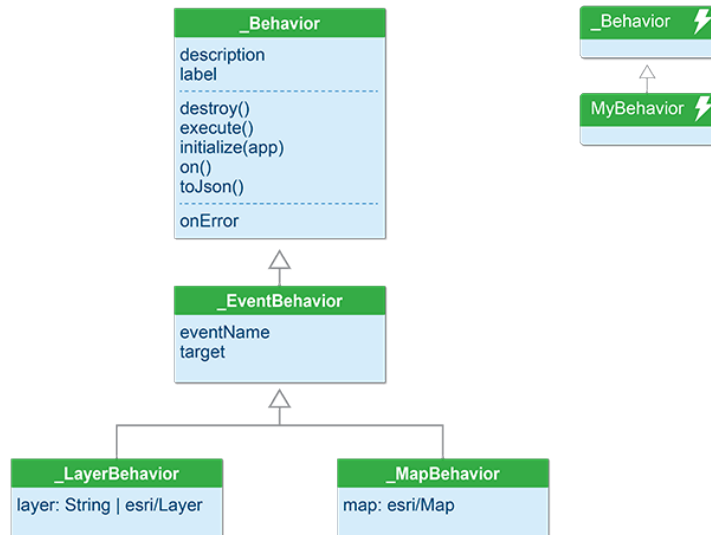 _Behavior
description
label
destroy()
execute()
initialize(app)
on()
toJson()
onError
_EventBehavior
eventName
target
_LayerBehavior
layer: String | esri/Layer
_MapBehavior
map: esri/Map
_Behavior
MyBehavior